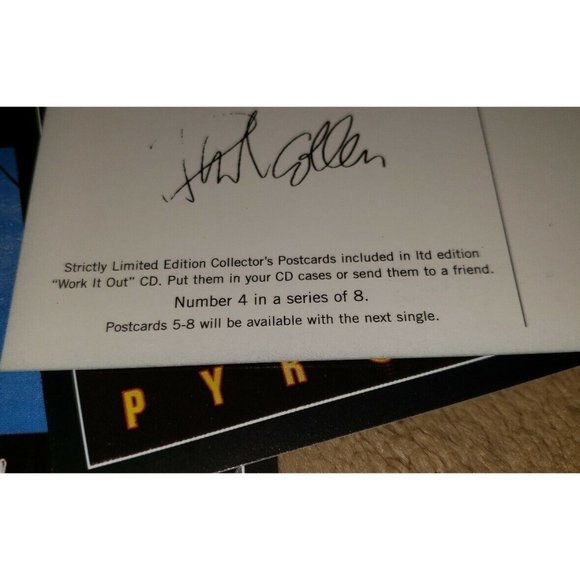 Phil Collen
Strictly Limited Edition Collector's Postcards included in ltd edition
"Work It Out" CD. Put them in your CD cases or send them to a friend.
Number 4 in a series of 8.
Postcards 5-8 will be available with the next single.
P Y R